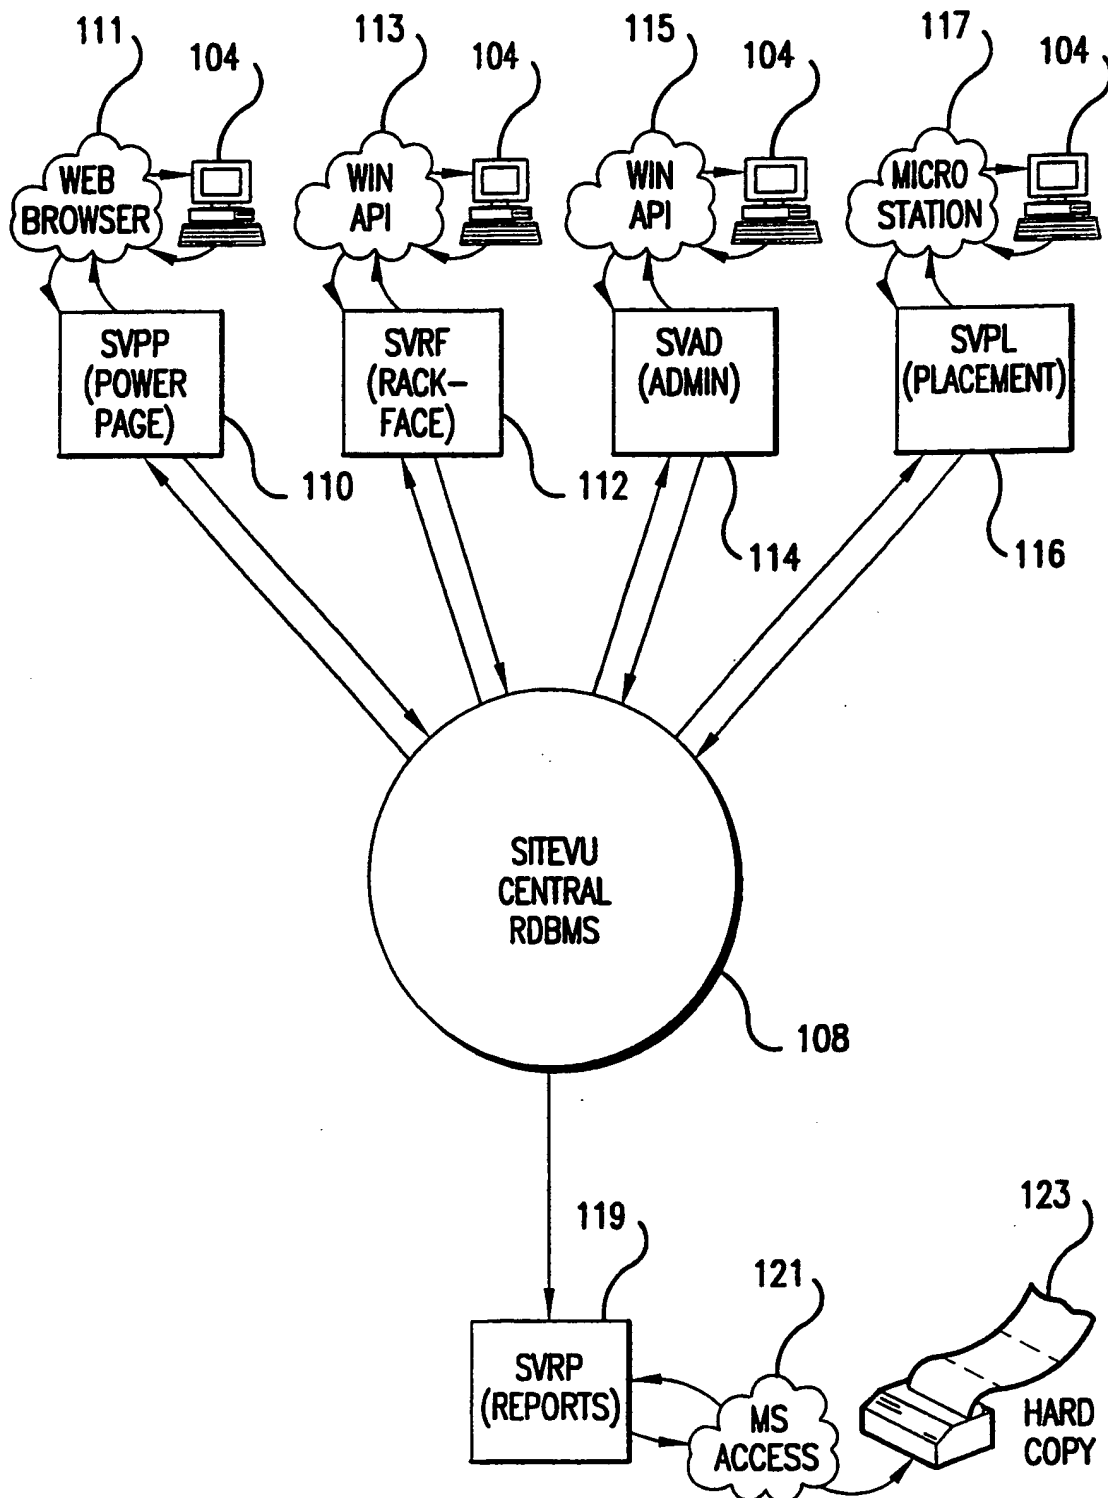 111
104
113
104
115
104
117
104
WEB
BROWSER
WIN
API
WIN
API
MICRO
STATION
SVPP
(POWER
PAGE)
SVRF
(RACK-
FACE)
SVAD
(ADMIN)
SVPL
(PLACEMENT)
110
112
114
116
SITEVU
CENTRAL
RDBMS
108
119
121
123
SVRP
(REPORTS)
MS
ACCESS
HARD
COPY